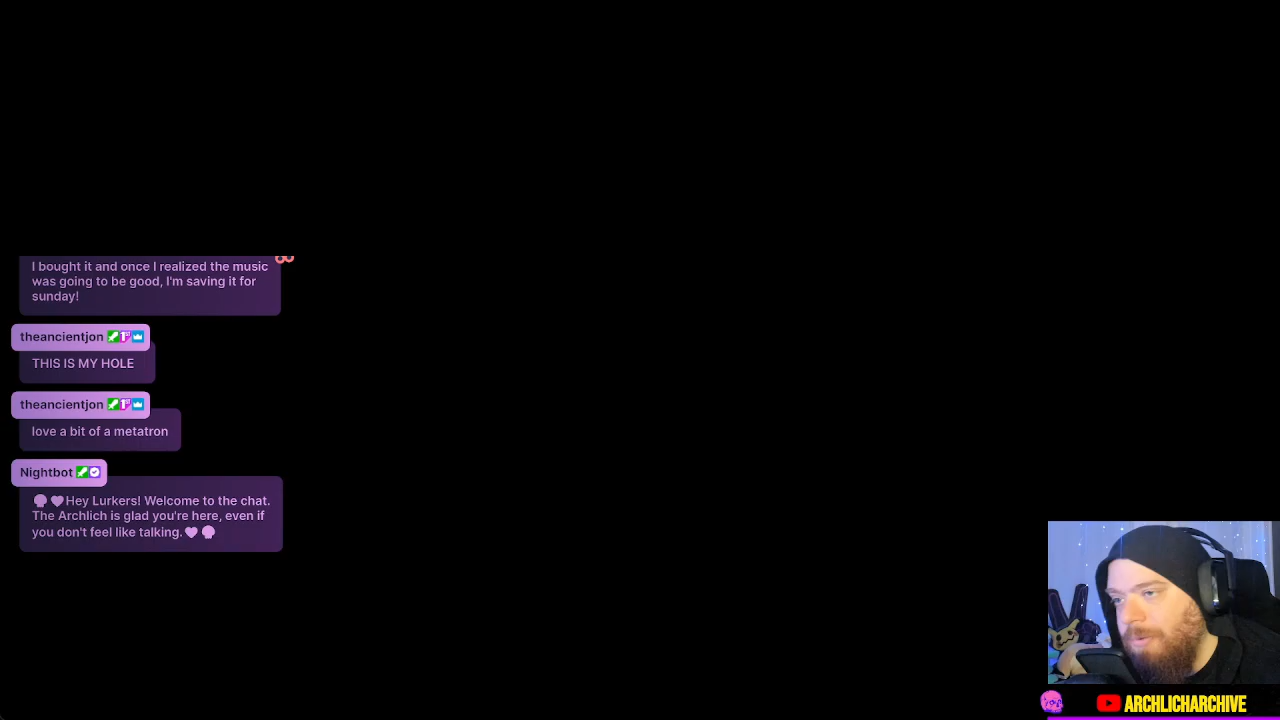 I bought it and once I realized the music
was going to be good, I'm saving it for
sunday!
theancientjon
THIS IS MY HOLE
theancientjon
love a bit of a metatron
Nightbot
Hey Lurkers! Welcome to the chat.
The Archlich is glad you're here, even if
you don't feel like talking.
ARCHLICHARCHIVE